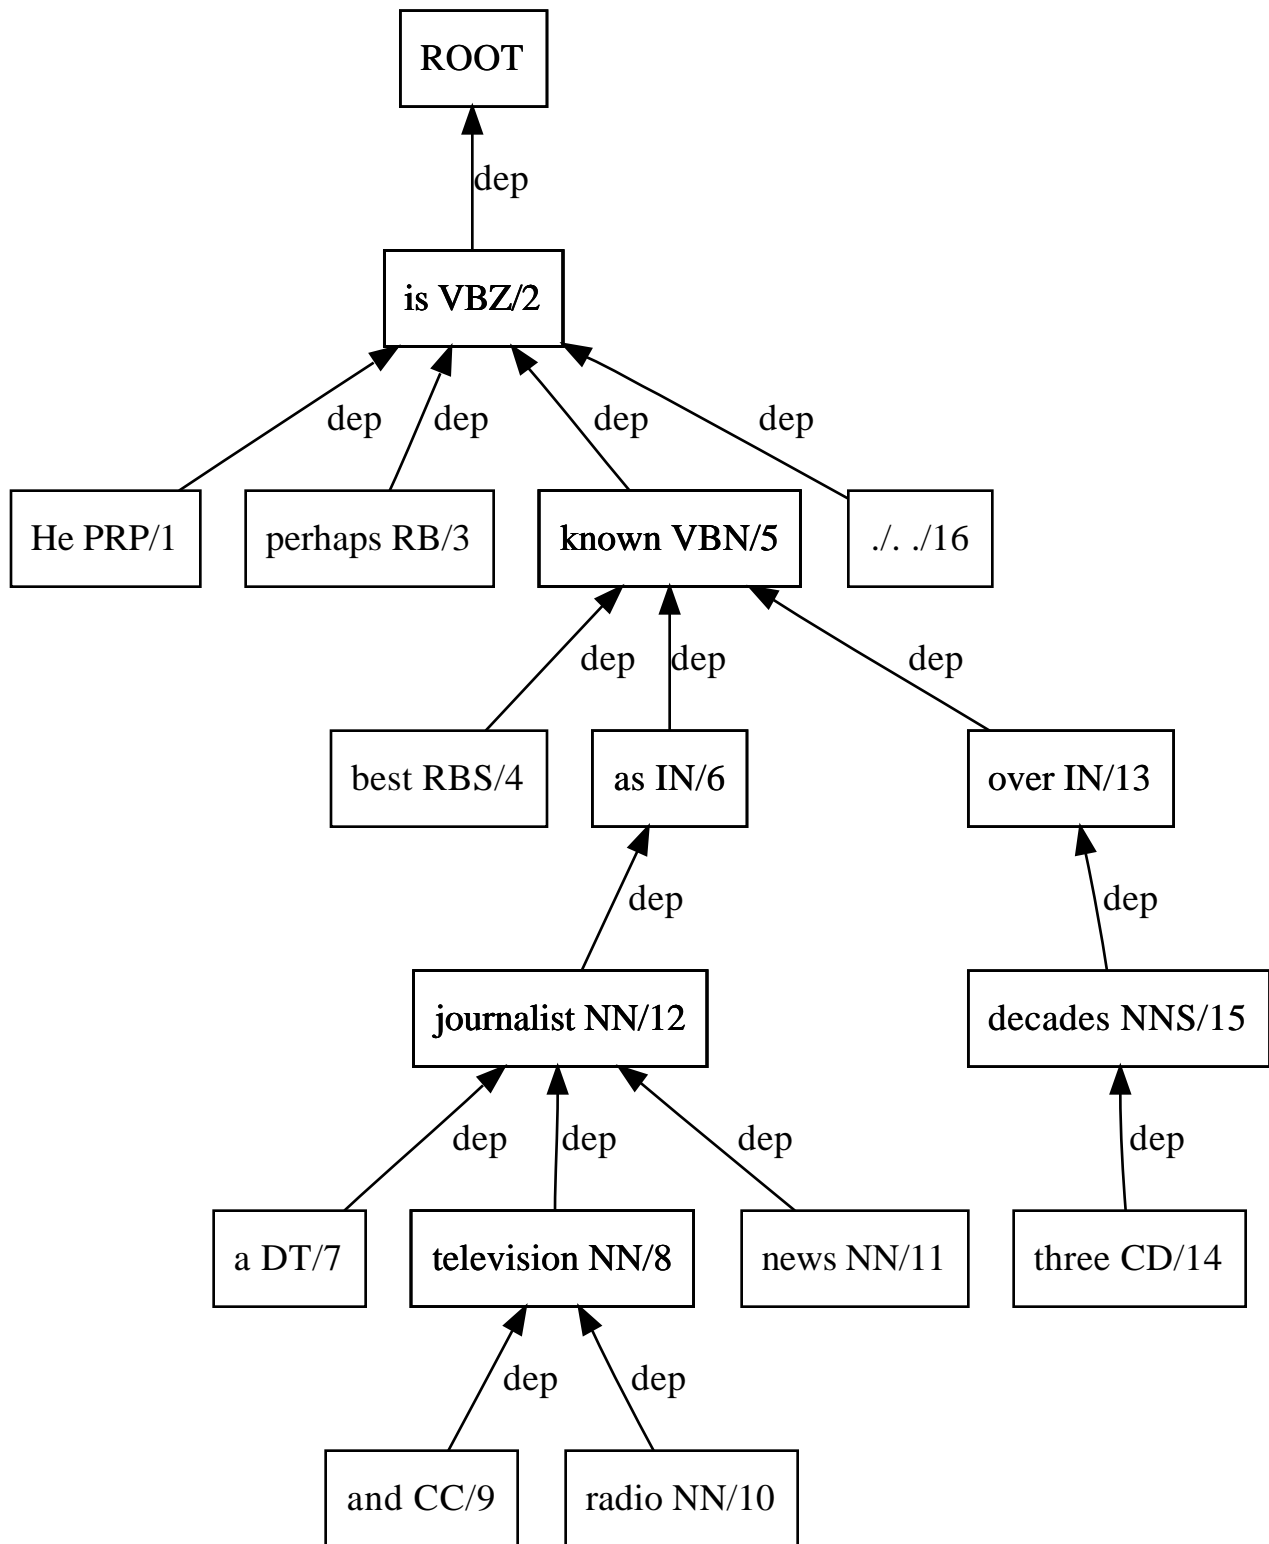 ROOT
dep
is VBZ/2
dep dep dep dep
He PRP/1 perhaps RB/3 known VBN/5 ./. ./16
dep dep dep
best RBS/4 as IN/6 over IN/13
dep dep
journalist NN/12 decades NNS/15
dep dep dep dep
a DT/7 television NN/8 news NN/11 three CD/14
dep dep
and CC/9 radio NN/10